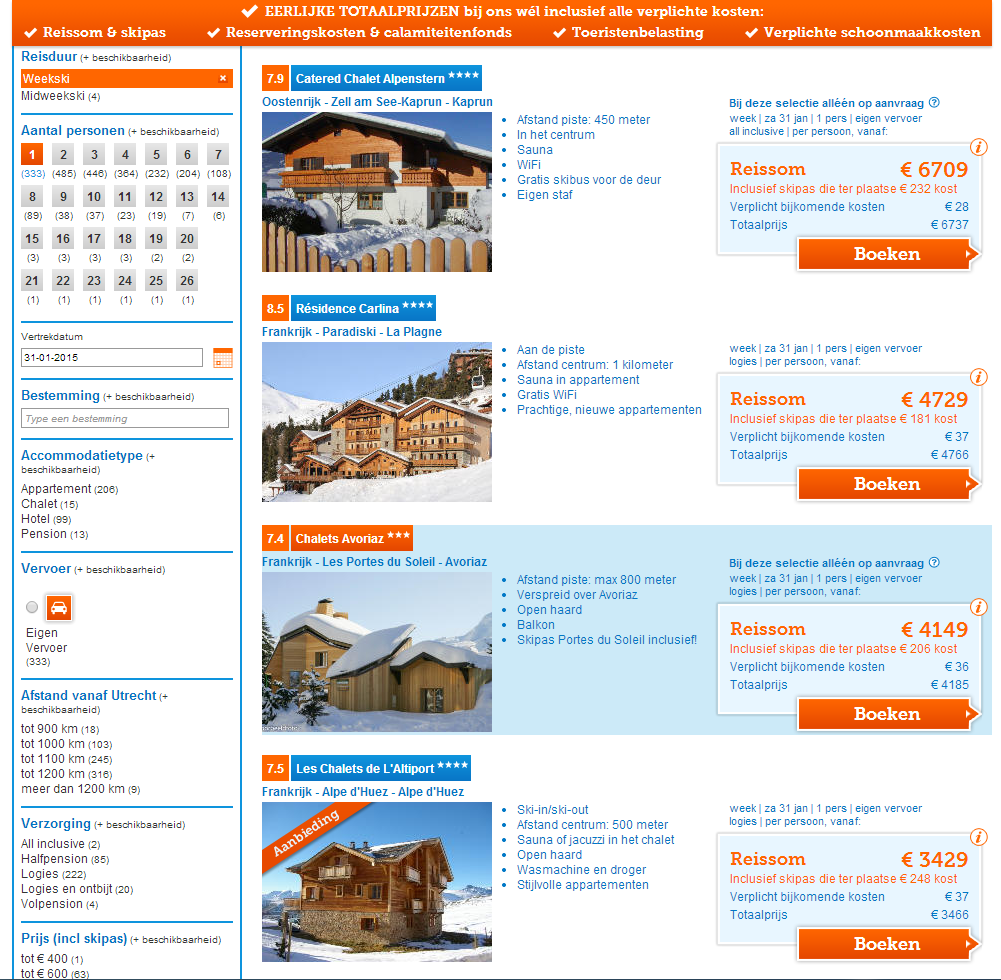 EERLIJKE TOTAALPRIJZEN bij ons wél inclusief alle verplichte kosten:
Reissom & skipas Reserveringskosten & calamiteitenfonds Toeristenbelasting Verplichte schoonmaakkosten
Reisduur (+ beschikbaarheid)
Weekski ×
Midweekski (4)
Aantal personen (+ beschikbaarheid)
1 2 3 4 5 6 7
(333) (485) (446) (364) (232) (204) (108)
8 9 10 11 12 13 14
(89) (38) (37) (23) (19) (7) (6)
15 16 17 18 19 20
(3) (3) (3) (3) (2) (2)
21 22 23 24 25 26
(1) (1) (1) (1) (1) (1)
Vertrekdatum
31-01-2015
Bestemming (+ beschikbaarheid)
Type een bestemming
Accommodatietype (+
beschikbaarheid)
Appartement (206)
Chalet (15)
Hotel (99)
Pension (13)
Vervoer (+ beschikbaarheid)
Eigen
Vervoer
(333)
Afstand vanaf Utrecht (+
beschikbaarheid)
tot 900 km (18)
tot 1000 km (103)
tot 1100 km (245)
tot 1200 km (316)
meer dan 1200 km (9)
Verzorging (+ beschikbaarheid)
All inclusive (2)
Halfpension (85)
Logies (222)
Logies en ontbijt (20)
Volpension (4)
Prijs (incl skipas) (+ beschikbaarheid)
tot € 400 (1)
tot € 600 (63)
7.9 Catered Chalet Alpenstern ****
Oostenrijk - Zell am See-Kaprun - Kaprun
• Afstand piste: 450 meter
• In het centrum
• Sauna
• WiFi
• Gratis skibus voor de deur
• Eigen staf
Bij deze selectie alléén op aanvraag ?
week | za 31 jan | 1 pers | eigen vervoer
all inclusive | per persoon, vanaf:
i
Reissom € 6709
Inclusief skipas die ter plaatse € 232 kost
Verplicht bijkomende kosten € 28
Totaalprijs € 6737
Boeken
8.5 Résidence Carlina ****
Frankrijk - Paradiski - La Plagne
• Aan de piste
• Afstand centrum: 1 kilometer
• Sauna in appartement
• Gratis WiFi
• Prachtige, nieuwe appartementen
week | za 31 jan | 1 pers | eigen vervoer
logies | per persoon, vanaf:
i
Reissom € 4729
Inclusief skipas die ter plaatse € 181 kost
Verplicht bijkomende kosten € 37
Totaalprijs € 4766
Boeken
7.4 Chalets Avoriaz ***
Frankrijk - Les Portes du Soleil - Avoriaz
• Afstand piste: max 800 meter
• Verspreid over Avoriaz
• Open haard
• Balkon
• Skipas Portes du Soleil inclusief!
Bij deze selectie alléén op aanvraag ?
week | za 31 jan | 1 pers | eigen vervoer
logies | per persoon, vanaf:
i
Reissom € 4149
Inclusief skipas die ter plaatse € 206 kost
Verplicht bijkomende kosten € 36
Totaalprijs € 4185
Boeken
7.5 Les Chalets de L'Altiport ****
Frankrijk - Alpe d'Huez - Alpe d'Huez
Aanbieding
• Ski-in/ski-out
• Afstand centrum: 500 meter
• Sauna of jacuzzi in het chalet
• Open haard
• Wasmachine en droger
• Stijlvolle appartementen
week | za 31 jan | 1 pers | eigen vervoer
logies | per persoon, vanaf:
i
Reissom € 3429
Inclusief skipas die ter plaatse € 248 kost
Verplicht bijkomende kosten € 37
Totaalprijs € 3466
Boeken